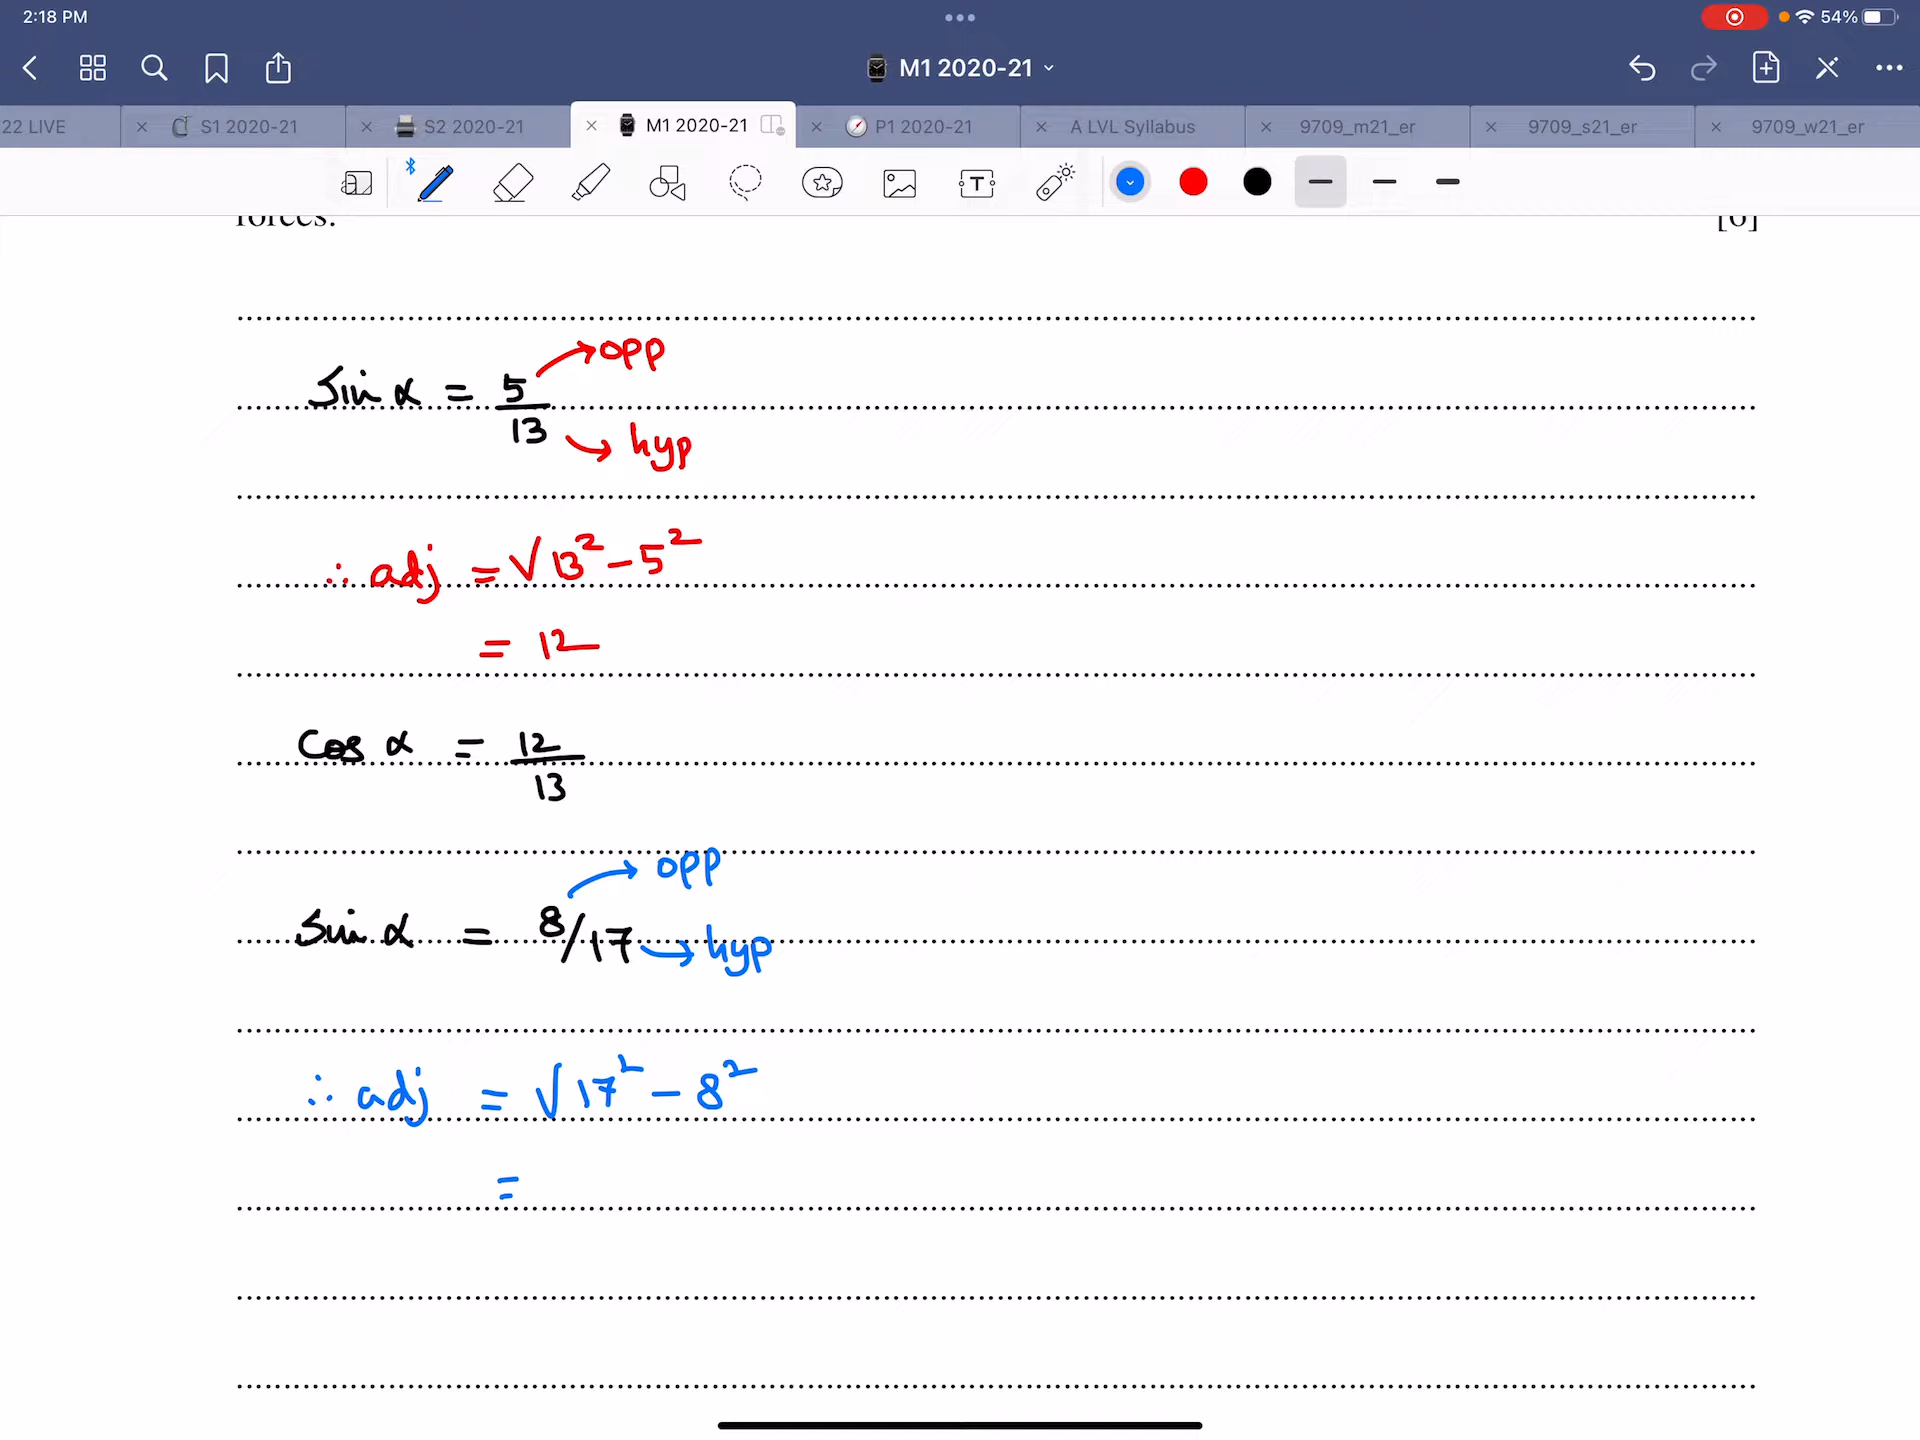 2:18 PM
54%
M1 2020-21
22 LIVE
S1 2020-21
S2 2020-21
M1 2020-21
P1 2020-21
A LVL Syllabus
9709_m21_er
9709_s21_er
9709_w21_er
forces. [6]
Sin α = 5/13 → opp
→ hyp
∴ adj = √13² - 5²
= 12
Cos α = 12/13
Sin α = 8/17 → opp
→ hyp
∴ adj = √17² - 8²
=